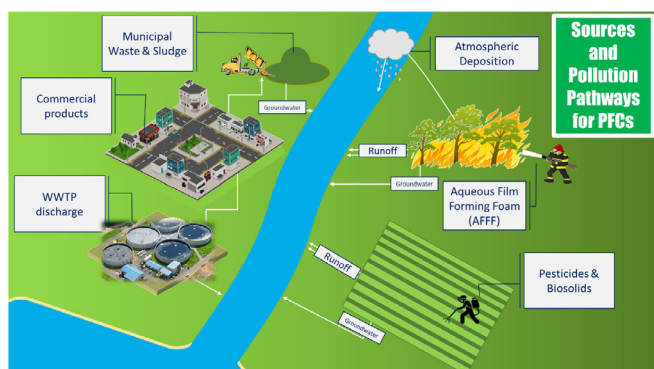 Sources
and
Pollution
Pathways
for PFCs
Municipal
Waste & Sludge
Atmospheric
Deposition
Commercial
products
Groundwater
Runoff
Groundwater
WWTP
discharge
Aqueous Film
Forming Foam
(AFFF)
Runoff
Pesticides &
Biosolids
Groundwater